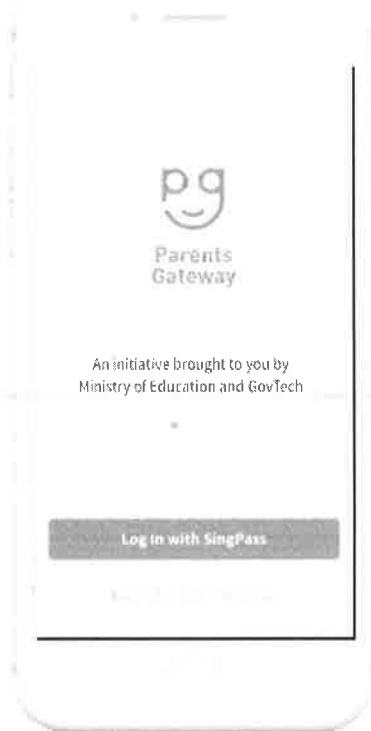 pg
Parents
Gateway
An initiative brought to you by
Ministry of Education and GovTech
Log in with SingPass